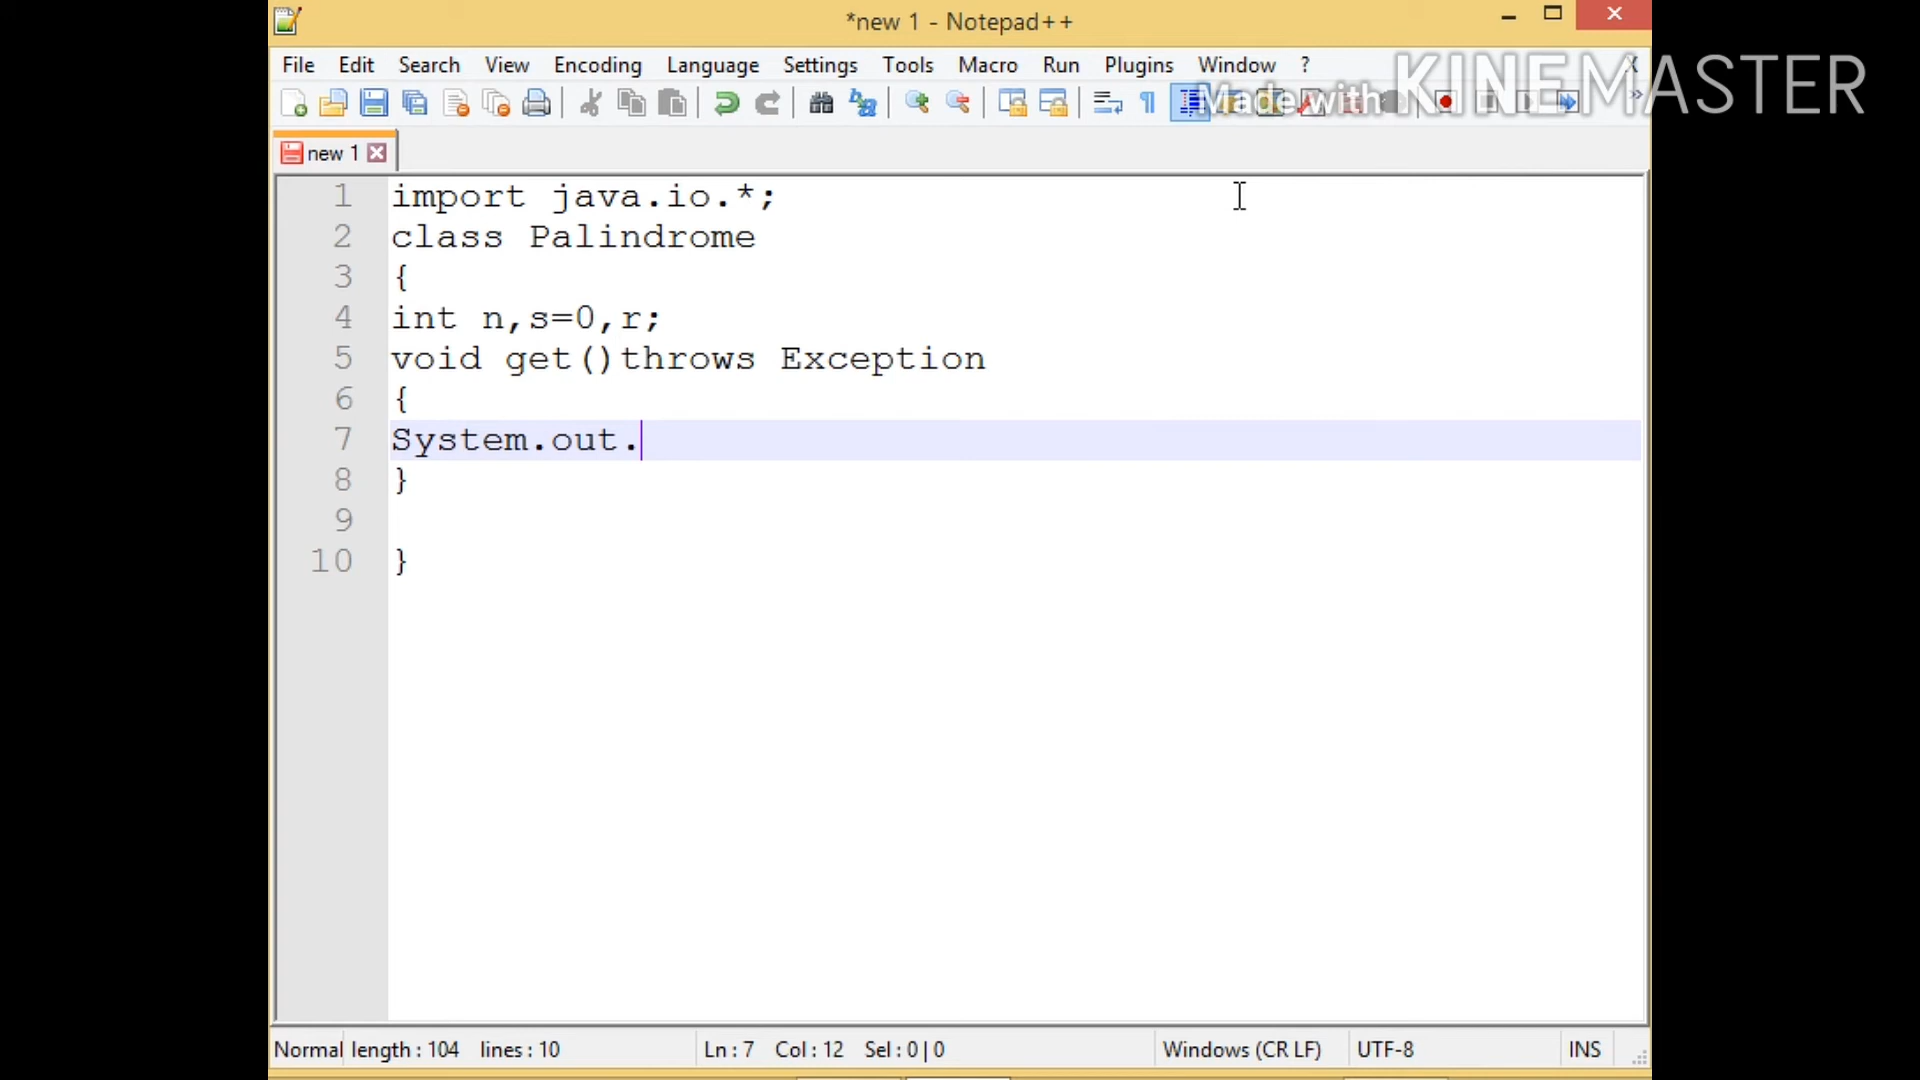 *new 1 - Notepad++
File Edit Search View Encoding Language Settings Tools Macro Run Plugins Window ? X
Made with KINEMASTER
new 1
1 import java.io.*;
2 class Palindrome
3 {
4 int n,s=0,r;
5 void get()throws Exception
6 {
7 System.out.
8 }
9
10 }
Normal length : 104 lines : 10 Ln : 7 Col : 12 Sel : 0 | 0 Windows (CR LF) UTF-8 INS